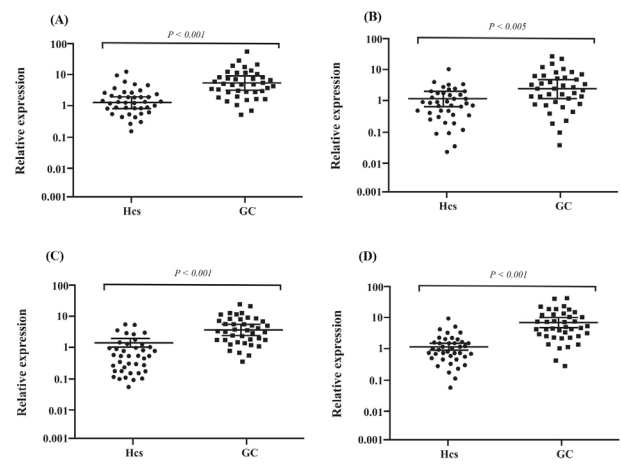 (A)
P < 0.001
Relative expression
100
10
1
0.1
0.01
0.001
Hcs
GC
(B)
P < 0.005
Relative expression
100
10
1
0.1
0.01
0.001
Hcs
GC
(C)
P < 0.001
Relative expression
100
10
1
0.1
0.01
0.001
Hcs
GC
(D)
P < 0.001
Relative expression
100
10
1
0.1
0.01
0.001
Hcs
GC